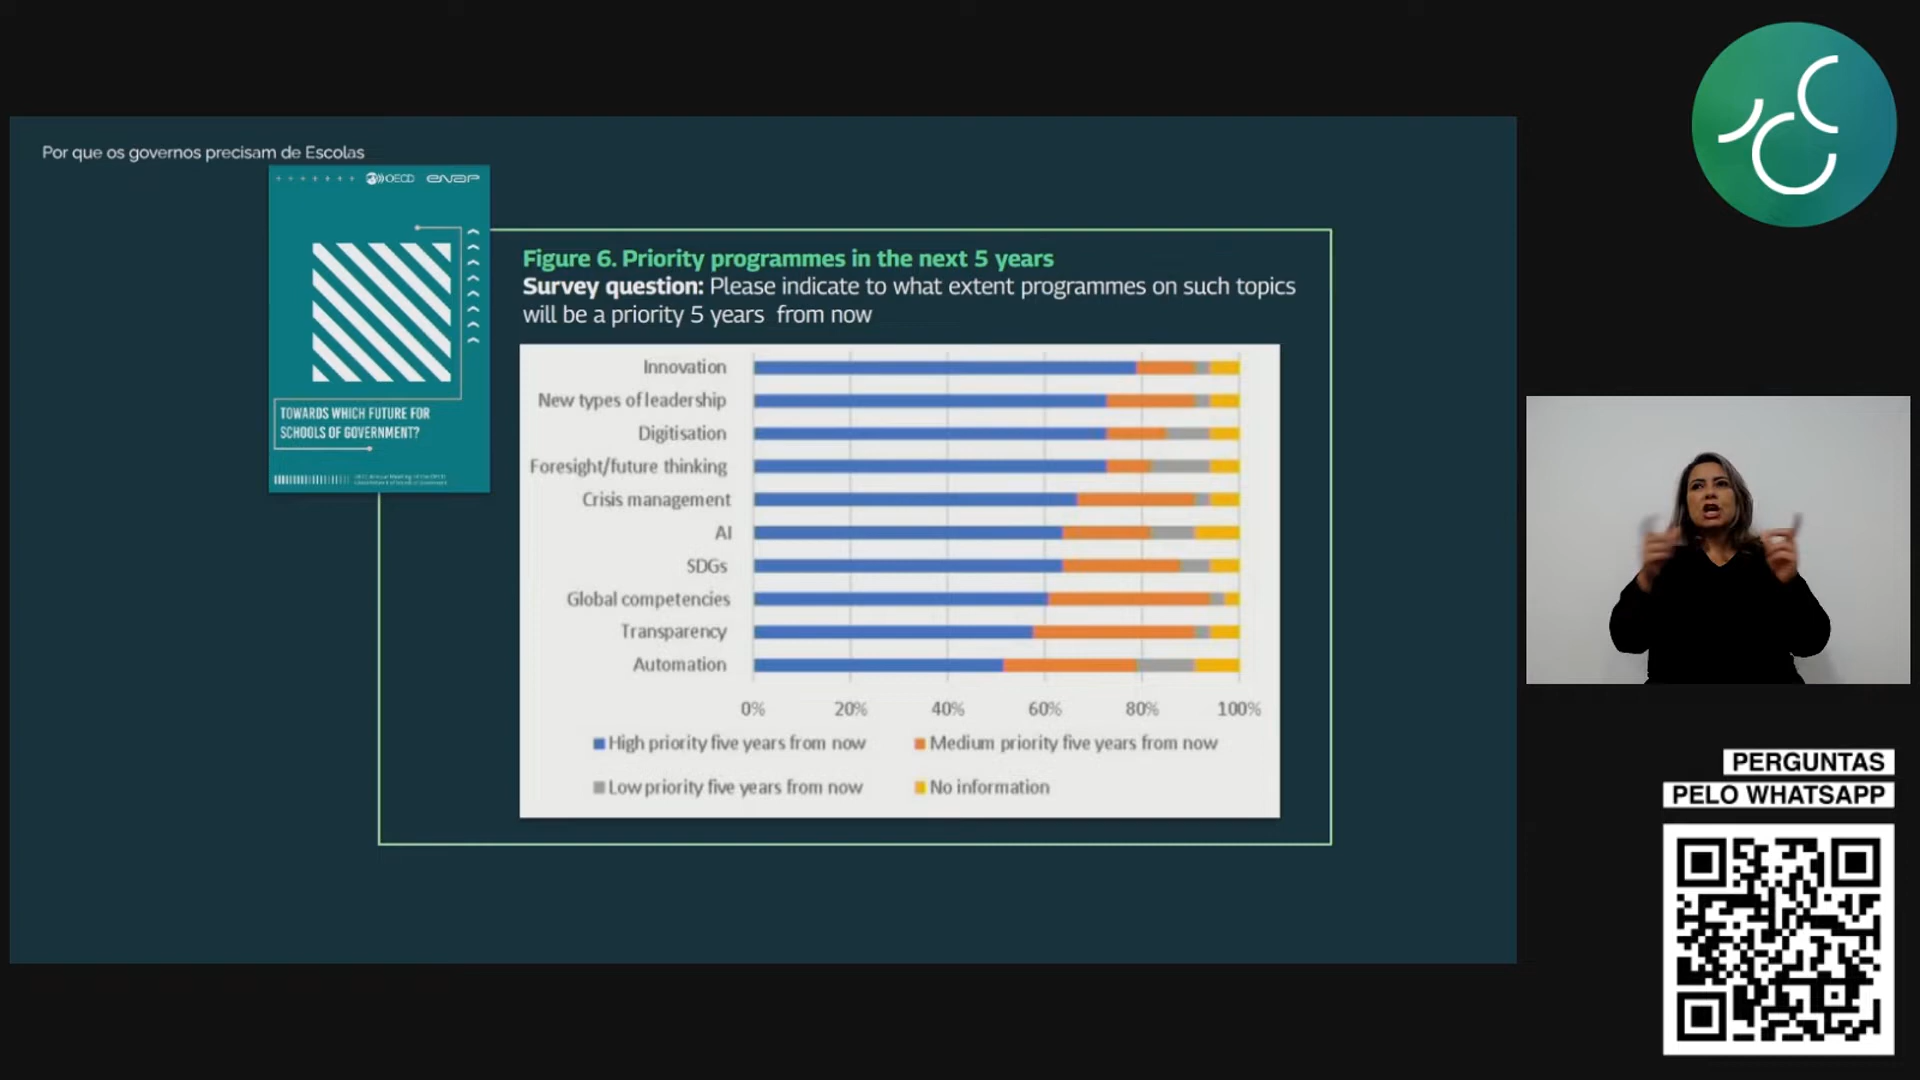 Por que os governos precisam de Escolas
OECD enap
TOWARDS WHICH FUTURE FOR
SCHOOLS OF GOVERNMENT?
Figure 6. Priority programmes in the next 5 years
Survey question: Please indicate to what extent programmes on such topics
will be a priority 5 years from now
Innovation
New types of leadership
Digitisation
Foresight/future thinking
Crisis management
AI
SDGs
Global competencies
Transparency
Automation
0% 20% 40% 60% 80% 100%
High priority five years from now Medium priority five years from now
Low priority five years from now No information
PERGUNTAS
PELO WHATSAPP